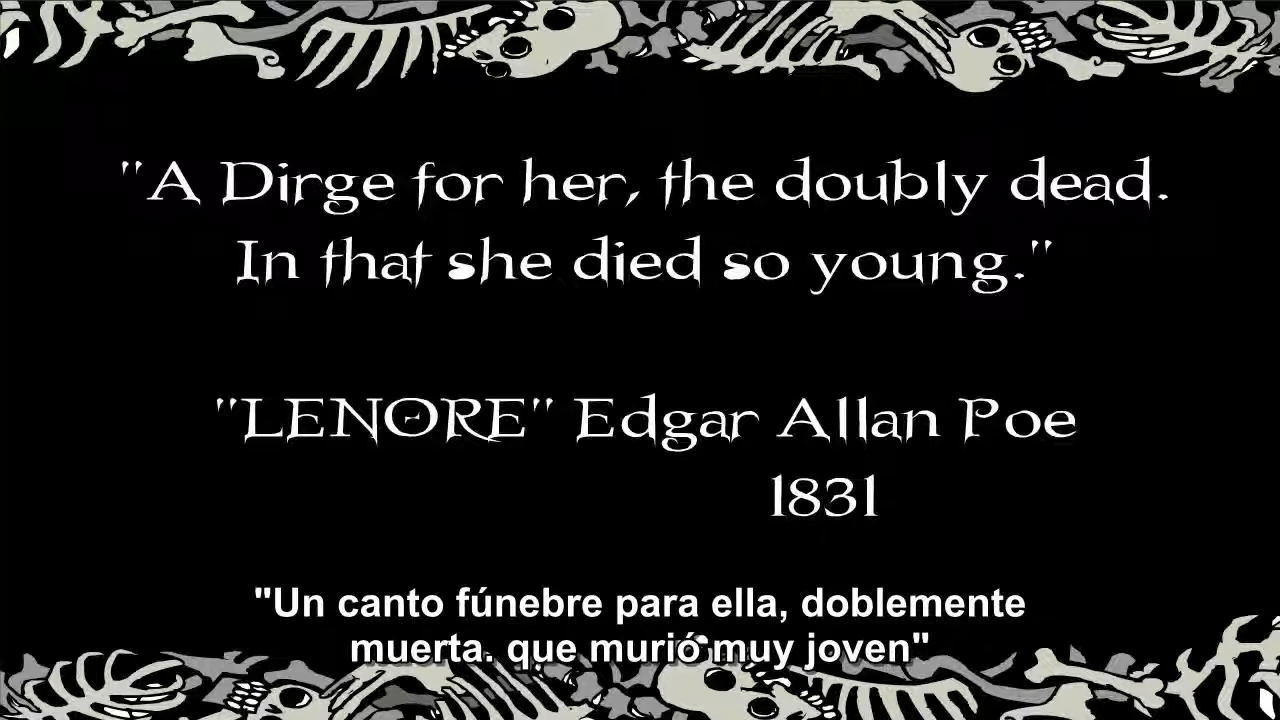 "A Dirge for her, the doubly dead.
In that she died so young."
"LENORE" Edgar Allan Poe
1831
"Un canto fúnebre para ella, doblemente
muerta. que murió muy joven"